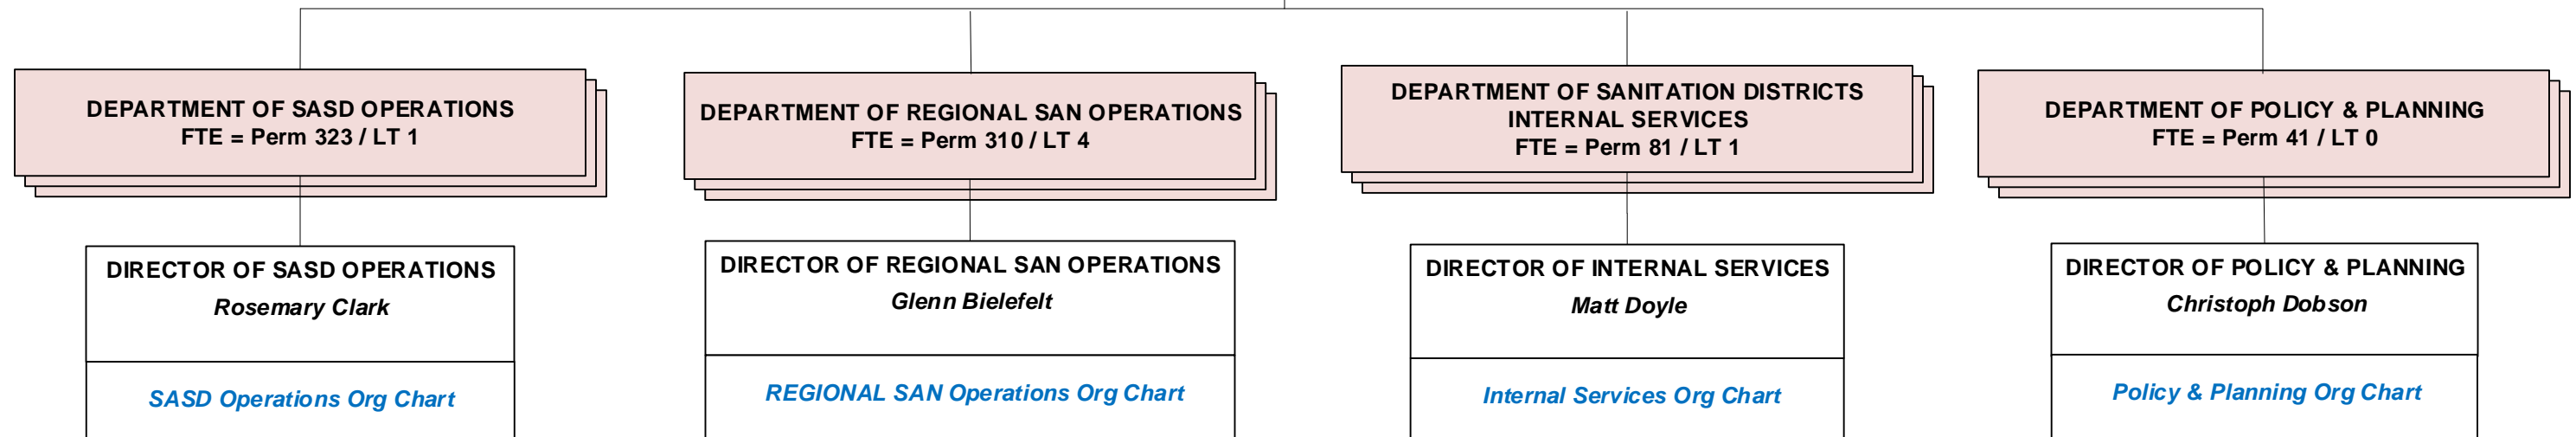 DEPARTMENT OF SASD OPERATIONS
FTE = Perm 323 / LT 1
DEPARTMENT OF REGIONAL SAN OPERATIONS
FTE = Perm 310 / LT 4
DEPARTMENT OF SANITATION DISTRICTS
INTERNAL SERVICES
FTE = Perm 81 / LT 1
DEPARTMENT OF POLICY & PLANNING
FTE = Perm 41 / LT 0
DIRECTOR OF SASD OPERATIONS
Rosemary Clark
SASD Operations Org Chart
DIRECTOR OF REGIONAL SAN OPERATIONS
Glenn Bielefelt
REGIONAL SAN Operations Org Chart
DIRECTOR OF INTERNAL SERVICES
Matt Doyle
Internal Services Org Chart
DIRECTOR OF POLICY & PLANNING
Christoph Dobson
Policy & Planning Org Chart